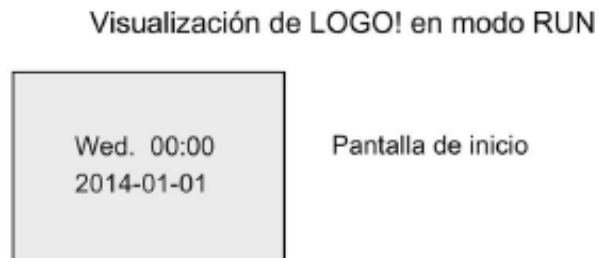 Visualización de LOGO! en modo RUN
Wed. 00:00
2014-01-01
Pantalla de inicio